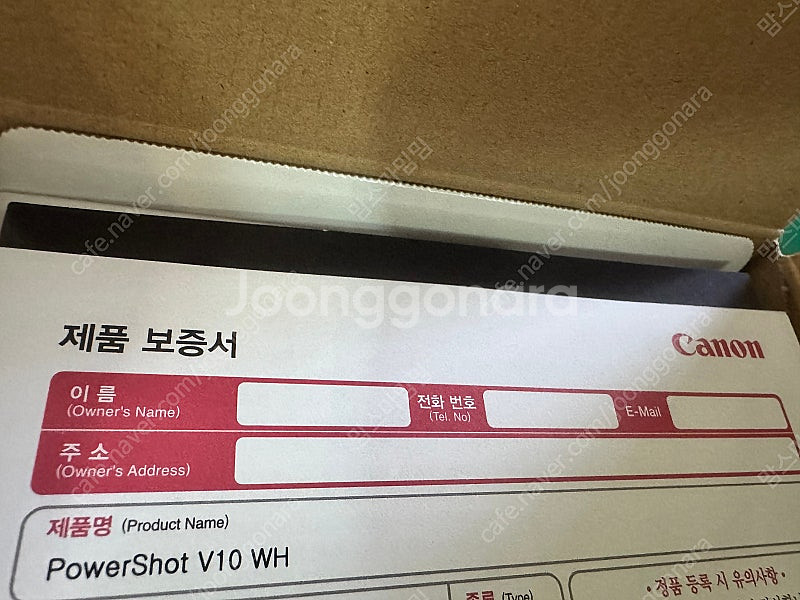 제품 보증서
Canon
이 름
(Owner's Name)
전화 번호
(Tel. No)
E-Mail
주 소
(Owner's Address)
제품명 (Product Name)
PowerShot V10 WH
종류 (Type)
· 정품 등록 시 유의사항 ·
Joonggonara
cafe.naver.com/joonggonara